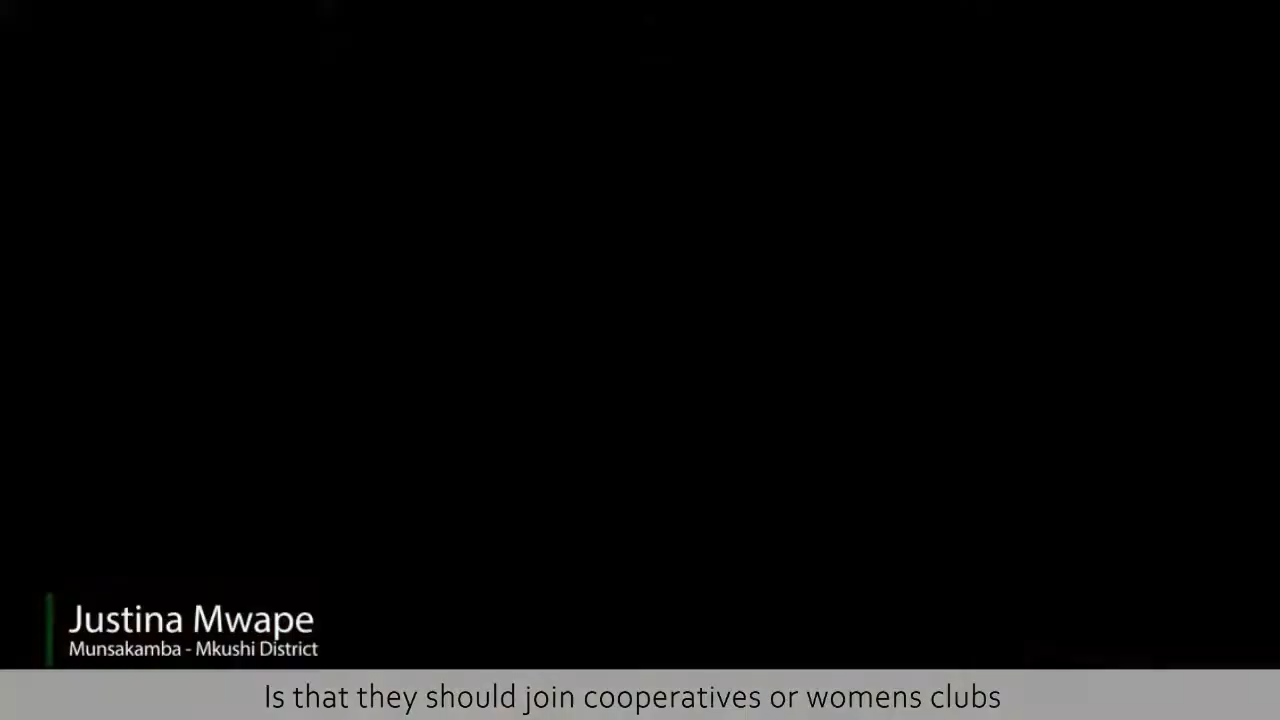 Justina Mwape
Munsakamba - Mkushi District
Is that they should join cooperatives or womens clubs